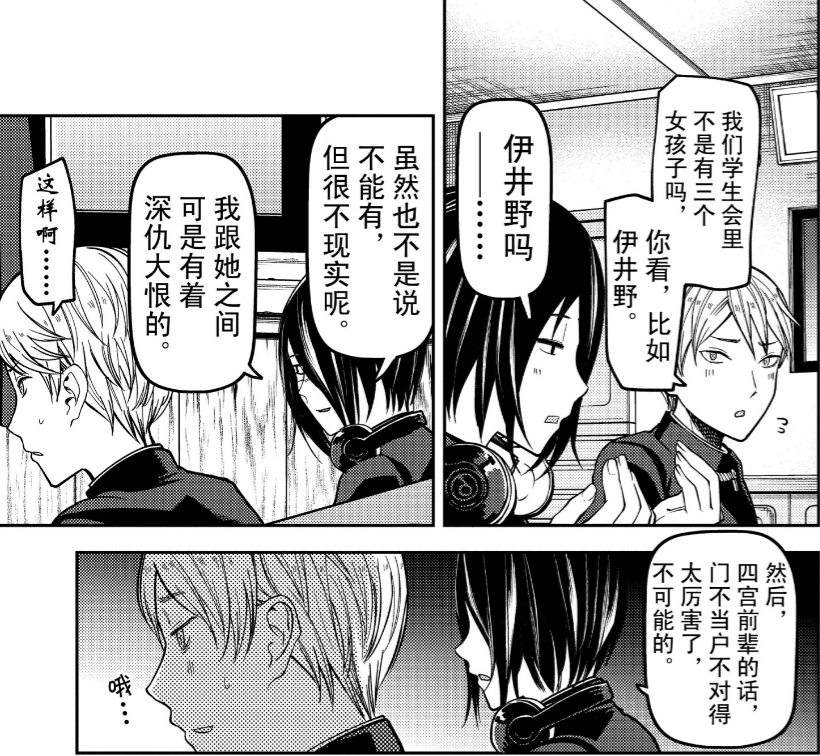 我们学生会里
不是有三个
女孩子吗，
你看，比如
伊井野。
伊井野吗
——……
虽然也不是说
不能有，
但很不现实呢。
我跟她之间
可是有着
深仇大恨的。
这样啊……
然后，
四宫前辈的话，
门不当户不对得
太厉害了，
不可能的。
哦…